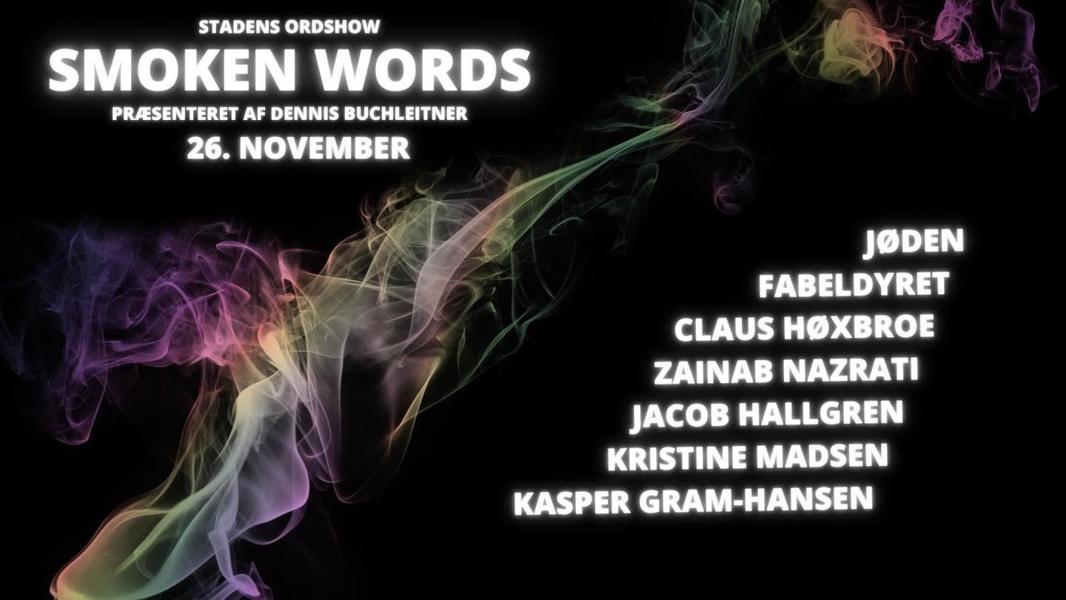 STADENS ORDSHOW
SMOKEN WORDS
PRÆSENTERET AF DENNIS BUCHLEITNER
26. NOVEMBER
JØDEN
FABELDYRET
CLAUS HØXBROE
ZAINAB NAZRATI
JACOB HALLGREN
KRISTINE MADSEN
KASPER GRAM-HANSEN